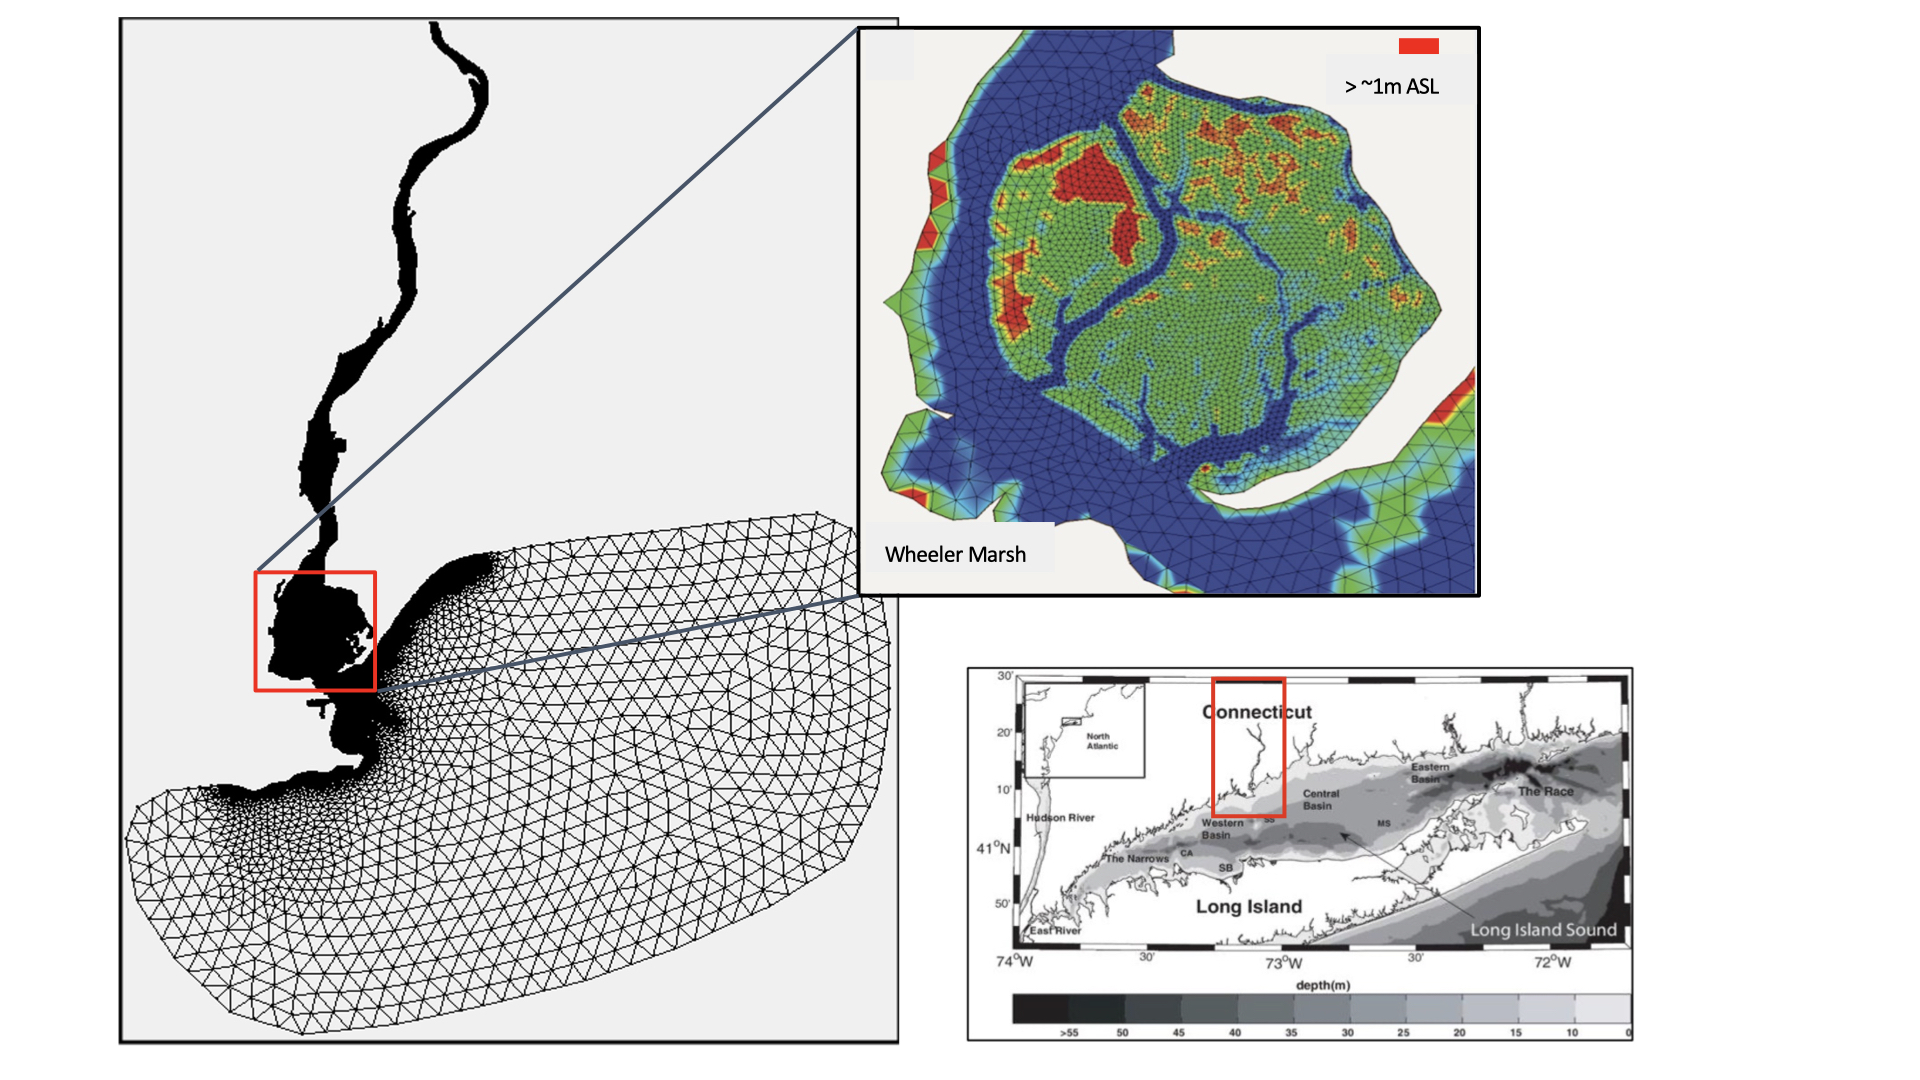 > ~1m ASL
Wheeler Marsh
30'
20'
10'
41°N
50'
Connecticut
North
Atlantic
Hudson River
Eastern
Basin
The Race
Central
Basin
Western
Basin
SS
MS
The Narrows
CA
SB
Long Island
East River
Long Island Sound
74°W
30'
73°W
30'
72°W
depth(m)
>55
50
45
40
35
30
25
20
15
10
0